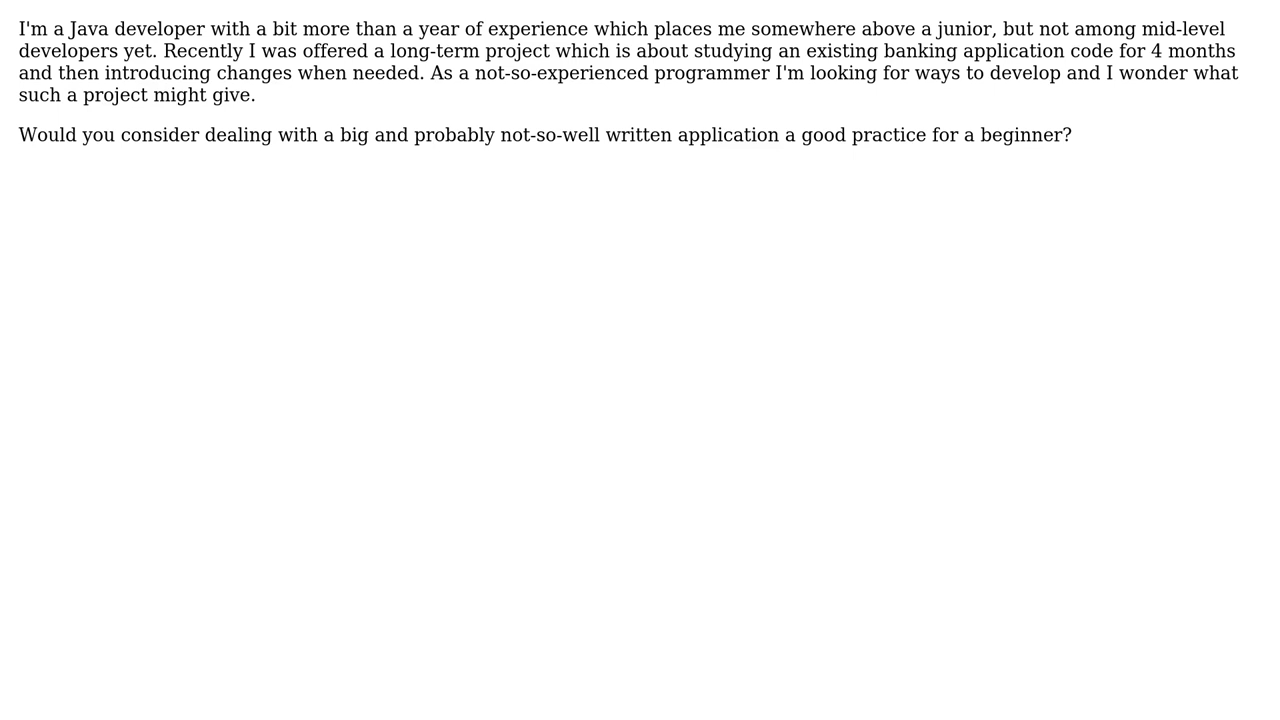 I'm a Java developer with a bit more than a year of experience which places me somewhere above a junior, but not among mid-level
developers yet. Recently I was offered a long-term project which is about studying an existing banking application code for 4 months
and then introducing changes when needed. As a not-so-experienced programmer I'm looking for ways to develop and I wonder what
such a project might give.
Would you consider dealing with a big and probably not-so-well written application a good practice for a beginner?